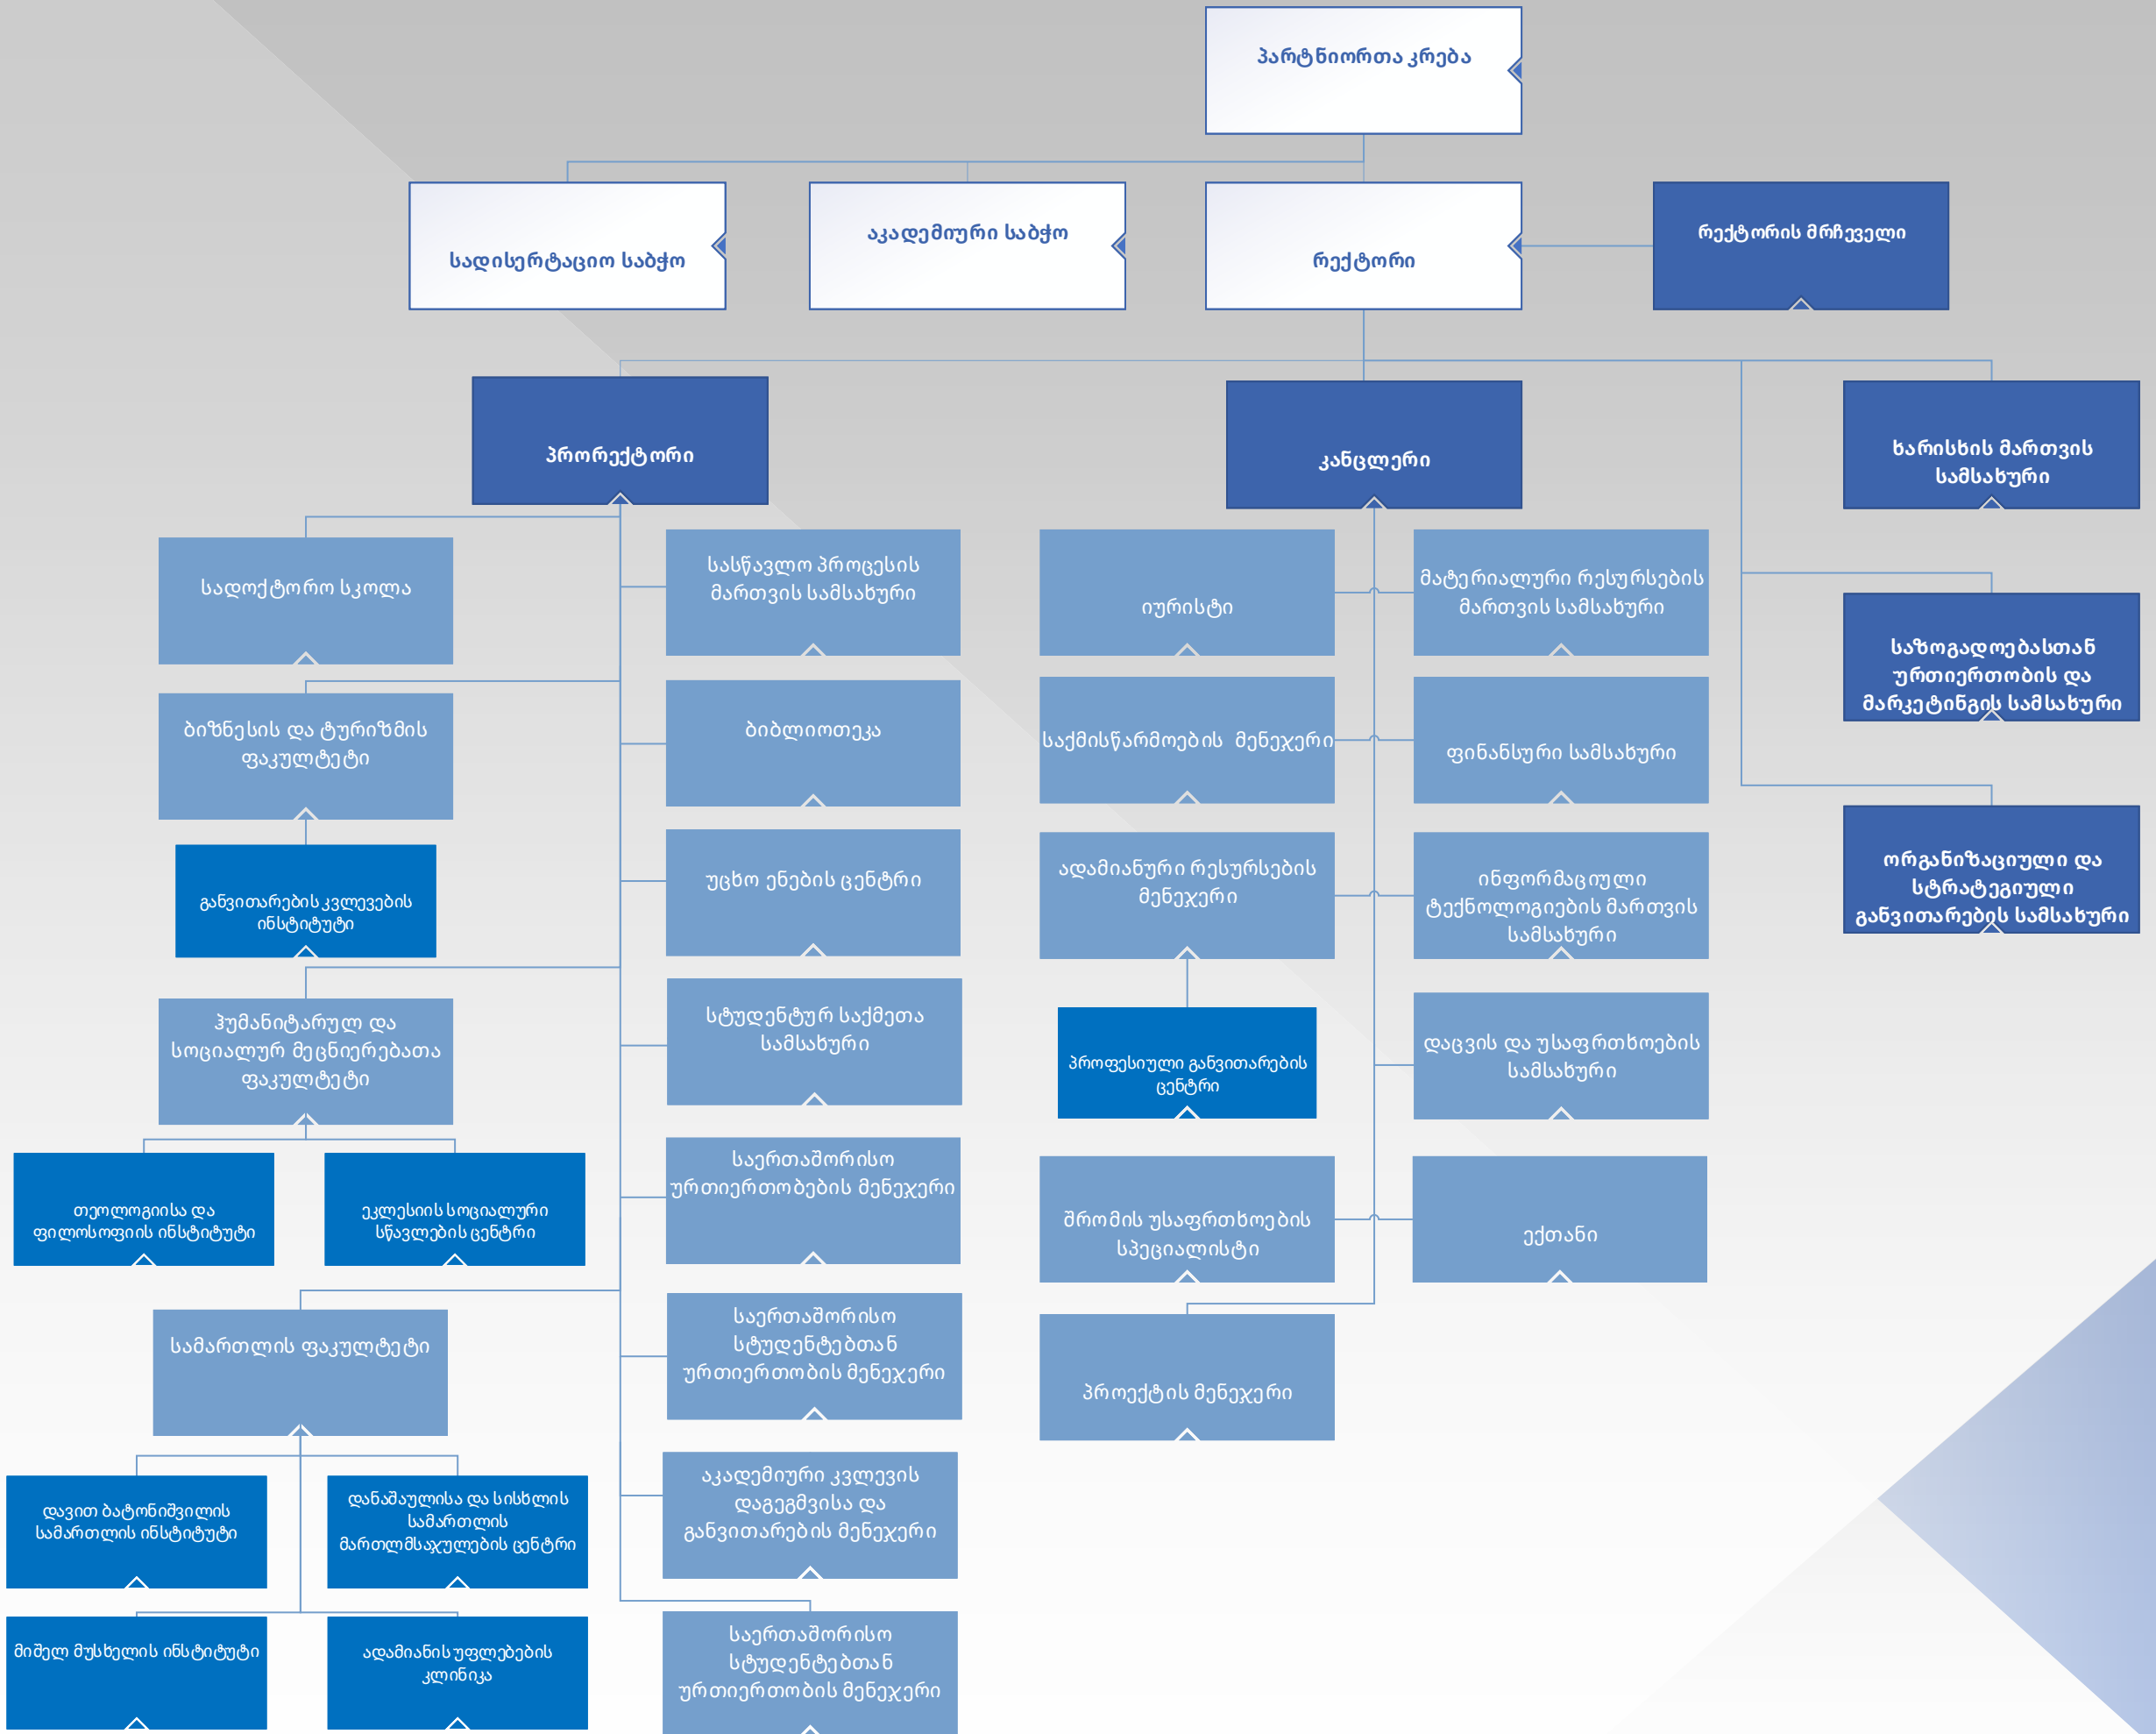 პარტნიორთა კრება
სადისერტაციო საბჭო
აკადემიური საბჭო
რექტორი
რექტორის მრჩეველი
პრორექტორი
კანცლერი
ხარისხის მართვის
სამსახური
საზოგადოებასთან
ურთიერთობის და
მარკეტინგის სამსახური
ორგანიზაციული და
სტრატეგიული
განვითარების სამსახური
სადოქტორო სკოლა
ბიზნესის და ტურიზმის
ფაკულტეტი
განვითარების კვლევების
ინსტიტუტი
ჰუმანიტარულ და
სოციალურ მეცნიერებათა
ფაკულტეტი
თეოლოგიისა და
ფილოსოფიის ინსტიტუტი
ეკლესიის სოციალური
სწავლების ცენტრი
სამართლის ფაკულტეტი
დავით ბატონიშვილის
სამართლის ინსტიტუტი
დანაშაულისა და სისხლის
სამართლის
მართლმსაჯულების ცენტრი
მიშელ მუსხელის ინსტიტუტი
ადამიანის უფლებების
კლინიკა
სასწავლო პროცესის
მართვის სამსახური
ბიბლიოთეკა
უცხო ენების ცენტრი
სტუდენტურ საქმეთა
სამსახური
საერთაშორისო
ურთიერთობების მენეჯერი
საერთაშორისო
სტუდენტებთან
ურთიერთობის მენეჯერი
აკადემიური კვლევის
დაგეგმვისა და
განვითარების მენეჯერი
საერთაშორისო
სტუდენტებთან
ურთიერთობის მენეჯერი
იურისტი
საქმისწარმოების მენეჯერი
ადამიანური რესურსების
მენეჯერი
პროფესიული განვითარების
ცენტრი
შრომის უსაფრთხოების
სპეციალისტი
პროექტის მენეჯერი
მატერიალური რესურსების
მართვის სამსახური
ფინანსური სამსახური
ინფორმაციული
ტექნოლოგიების მართვის
სამსახური
დაცვის და უსაფრთხოების
სამსახური
ექთანი